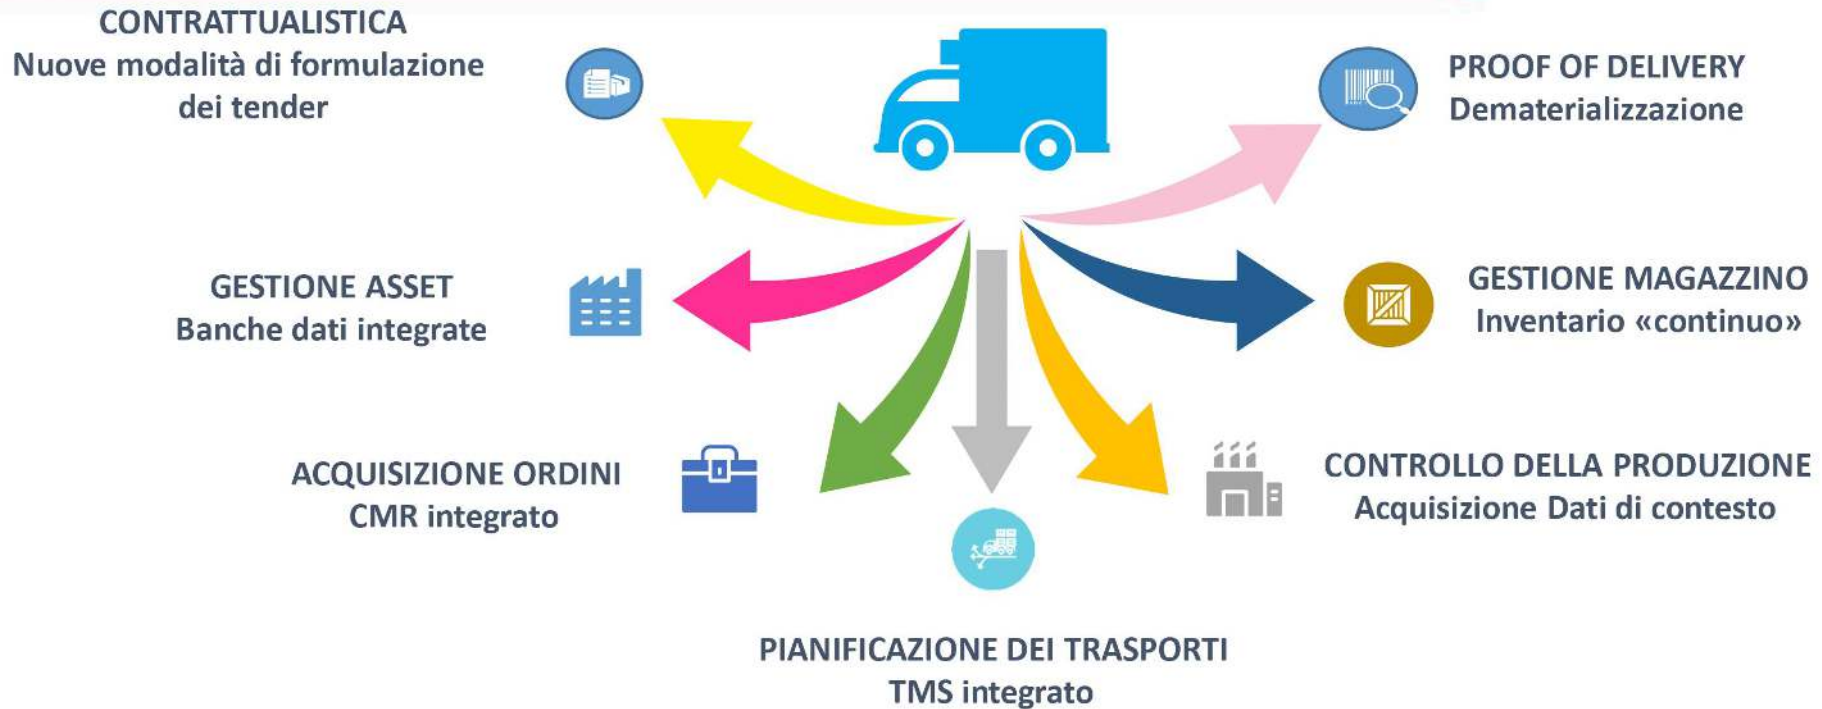 CONTRATTUALISTICA
Nuove modalità di formulazione
dei tender
PROOF OF DELIVERY
Dematerializzazione
GESTIONE ASSET
Banche dati integrate
GESTIONE MAGAZZINO
Inventario «continuo»
ACQUISIZIONE ORDINI
CMR integrato
CONTROLLO DELLA PRODUZIONE
Acquisizione Dati di contesto
PIANIFICAZIONE DEI TRASPORTI
TMS integrato